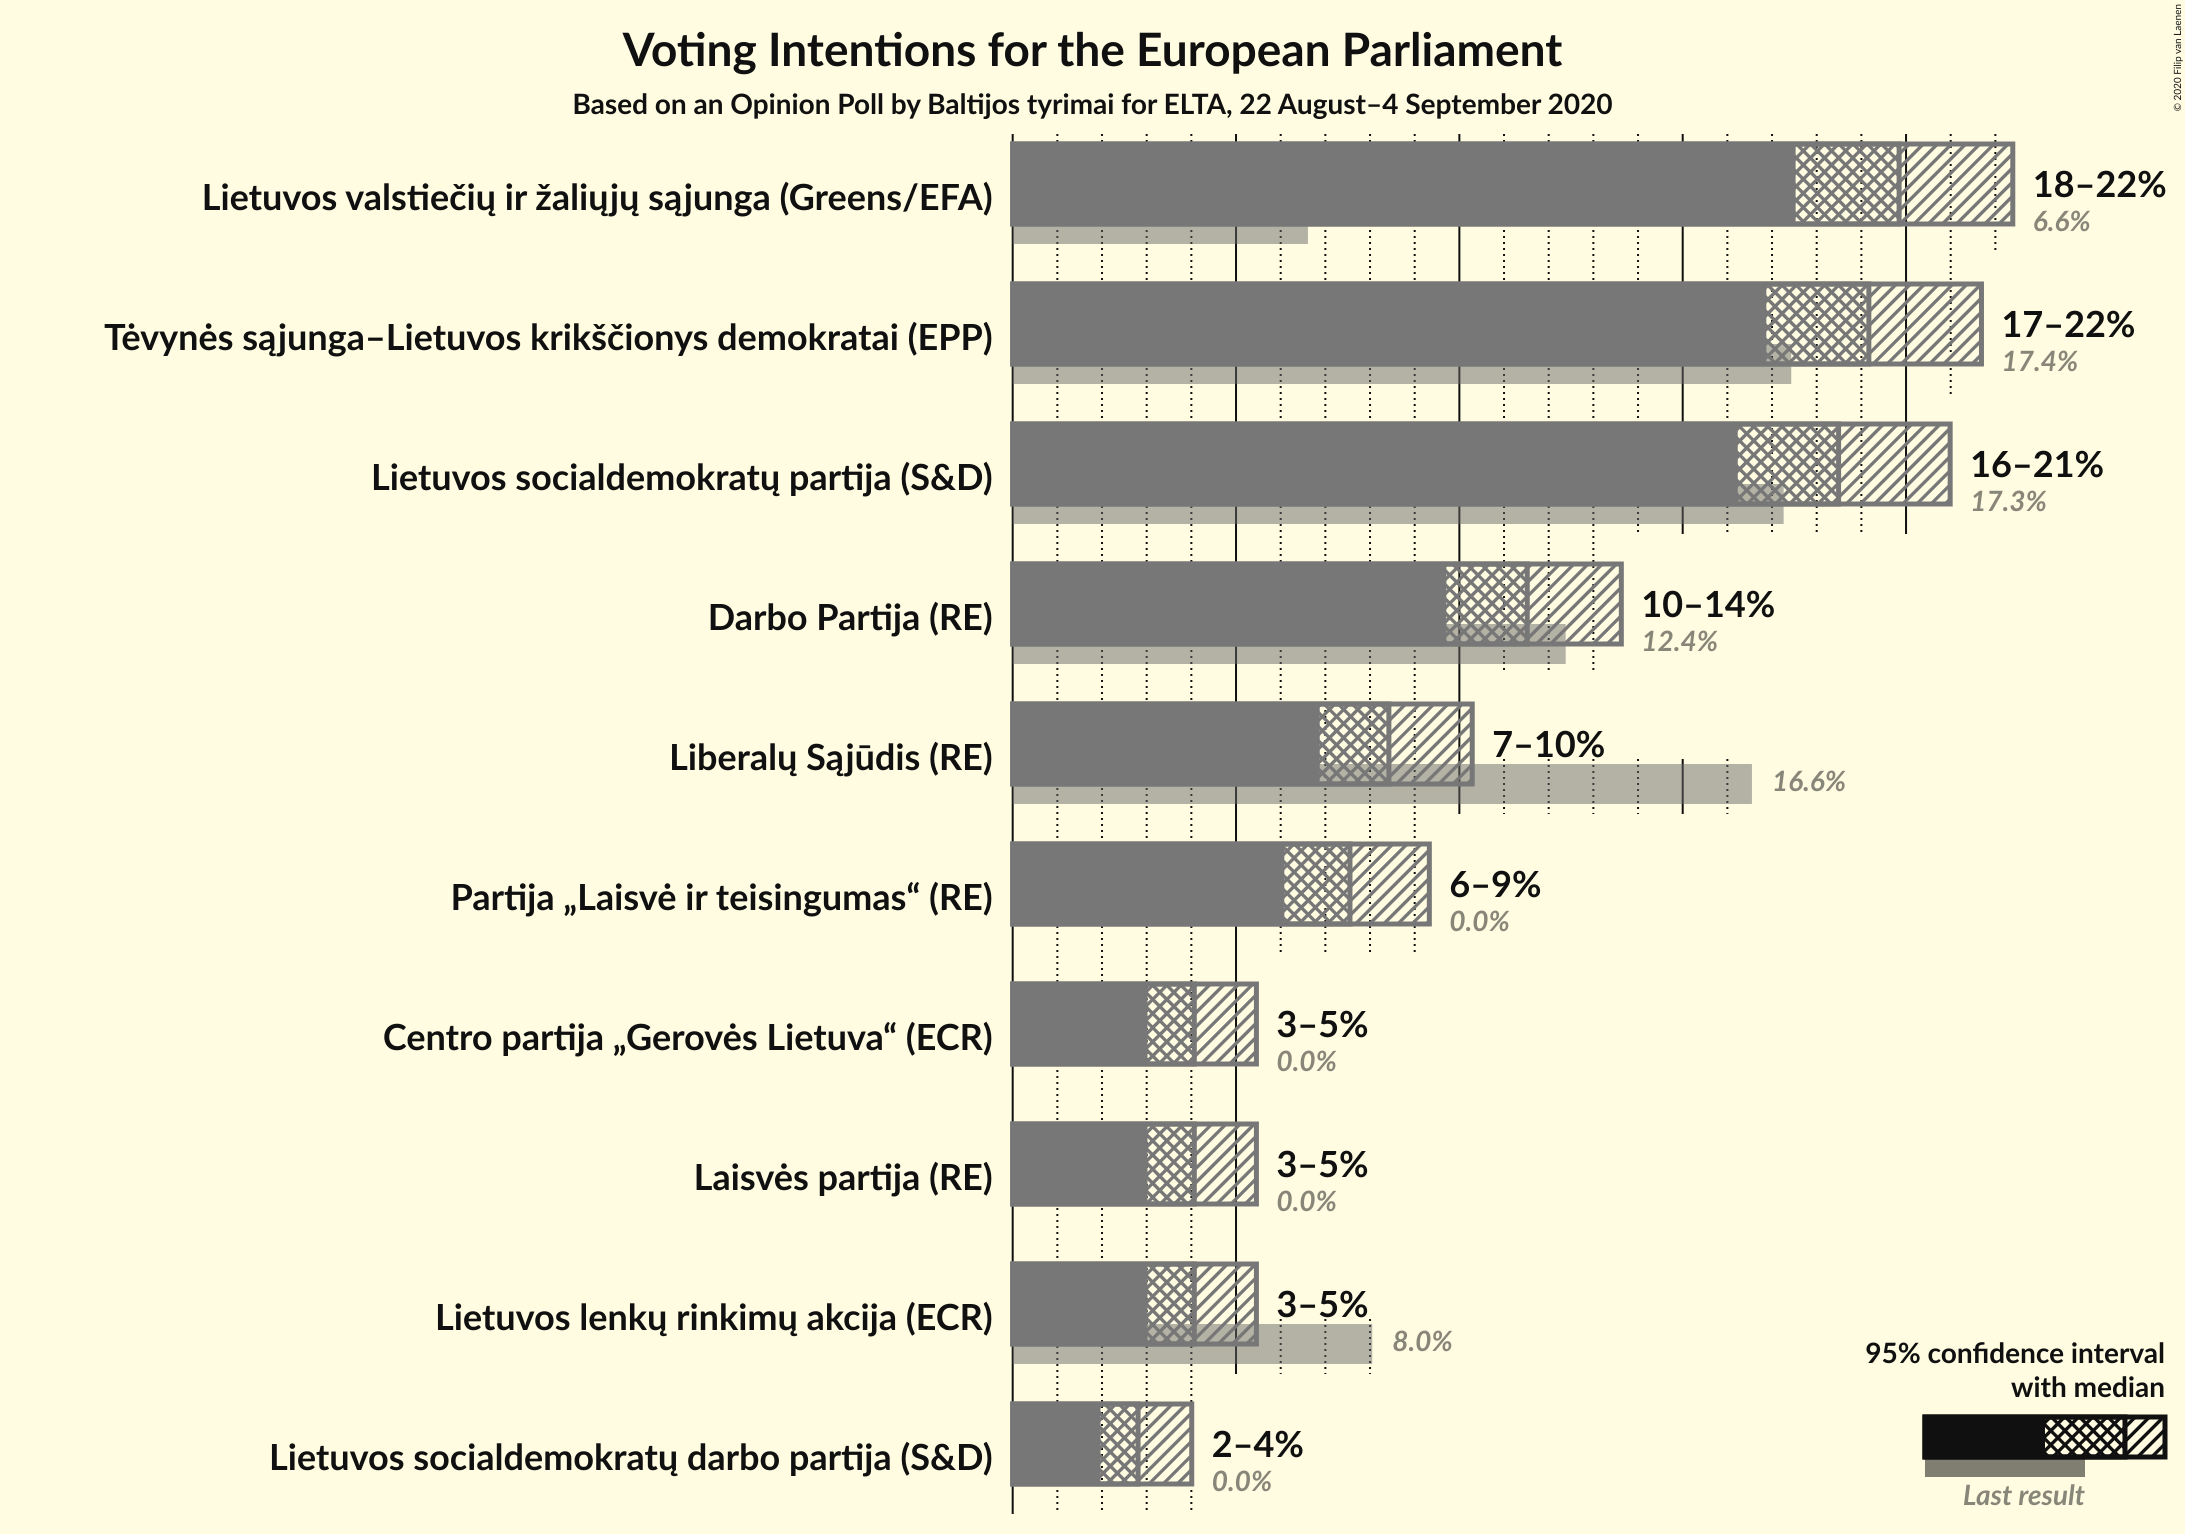 © 2020 Filip van Laenen
Voting Intentions for the European Parliament
Based on an Opinion Poll by Baltijos tyrimai for ELTA, 22 August–4 September 2020
Lietuvos valstiečių ir žaliųjų sąjunga (Greens/EFA)
18–22%
6.6%
Tėvynės sąjunga–Lietuvos krikščionys demokratai (EPP)
17–22%
17.4%
Lietuvos socialdemokratų partija (S&D)
16–21%
17.3%
Darbo Partija (RE)
10–14%
12.4%
Liberalų Sąjūdis (RE)
7–10%
16.6%
Partija „Laisvė ir teisingumas“ (RE)
6–9%
0.0%
Centro partija „Gerovės Lietuva“ (ECR)
3–5%
0.0%
Laisvės partija (RE)
3–5%
0.0%
Lietuvos lenkų rinkimų akcija (ECR)
3–5%
8.0%
Lietuvos socialdemokratų darbo partija (S&D)
2–4%
0.0%
95% confidence interval
with median
Last result